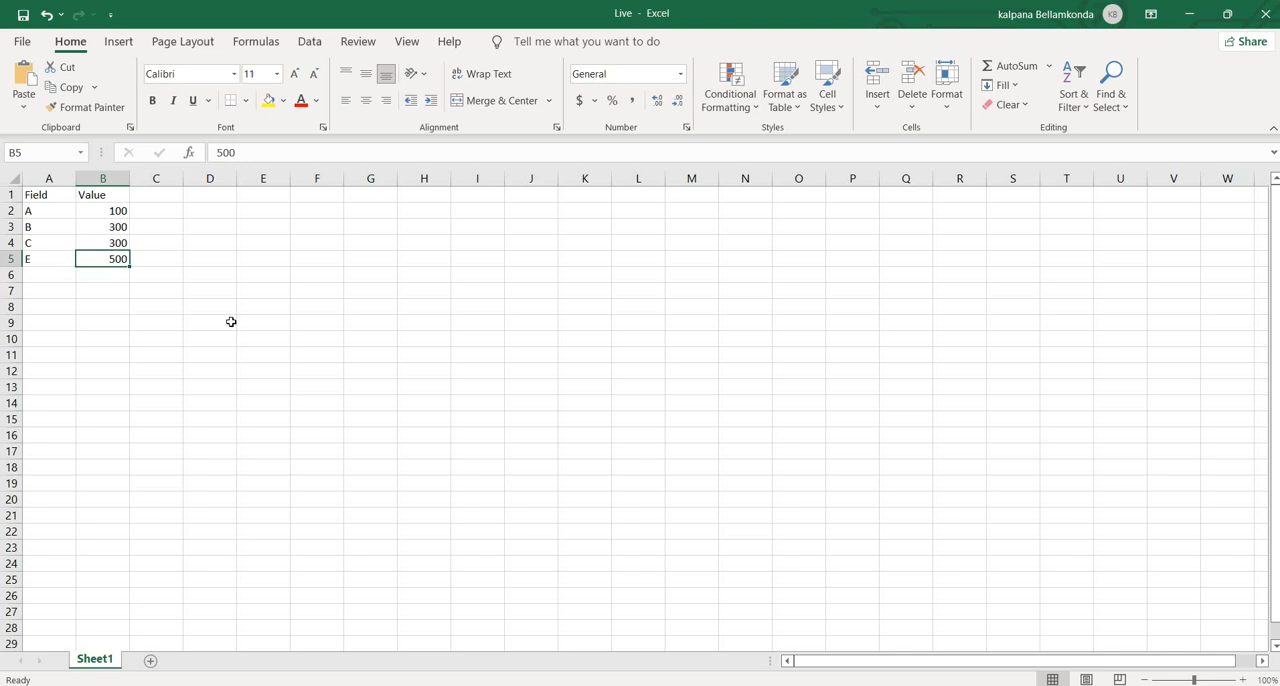 Live - Excel
kalpana Bellamkonda KB
File Home Insert Page Layout Formulas Data Review View Help Tell me what you want to do Share
Paste Cut
Copy
Format Painter
Clipboard
Calibri 11 A A
B I U A
Font
ab Wrap Text
Merge & Center
Alignment
General
$ % ,
Number
Conditional Formatting
Format as Table
Cell Styles
Styles
Insert Delete Format
Cells
Σ AutoSum
Fill
Clear
Sort & Filter
Find & Select
Editing
B5 fx 500
A B C D E F G H I J K L M N O P Q R S T U V W
1 Field Value
2 A 100
3 B 300
4 C 300
5 E 500
6
7
8
9
10
11
12
13
14
15
16
17
18
19
20
21
22
23
24
25
26
27
28
29
Sheet1
Ready 100%